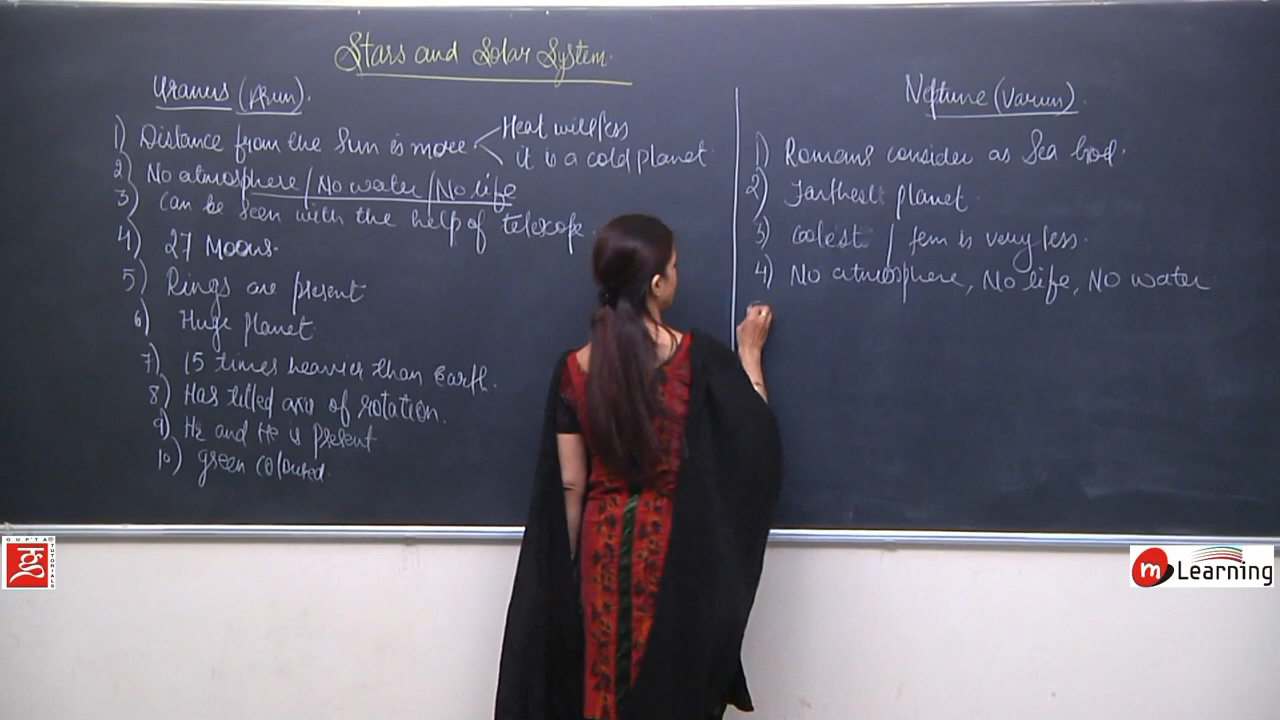 Stars and Solar System.
Uranus (Arun).
1) Distance from the Sun is more
Heat will less
it is a cold planet.
2) No atmosphere / No water / No life
3) Can be seen with the help of telescope.
4) 27 Moons.
5) Rings are present
6) Huge planet
7) 15 times heavier than Earth.
8) Has tilted axis of rotation.
9) H2 and He is present
10) green coloured.
Neptune (Varun).
1) Romans consider as Sea God.
2) Farthest planet.
3) coolest / Tem is very less.
4) No atmosphere, No life, No water
GUPTA
TUTORIALS
m Learning